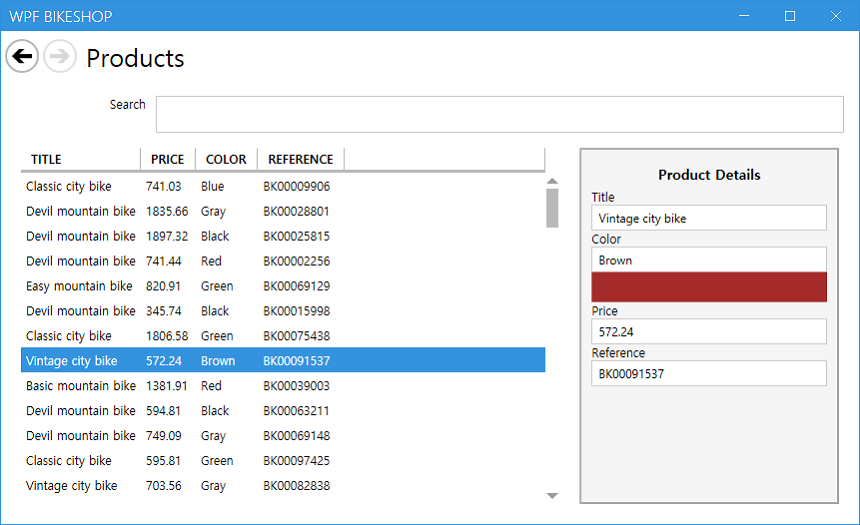 WPF BIKESHOP
Products
Search
TITLE PRICE COLOR REFERENCE
Classic city bike 741.03 Blue BK00009906
Devil mountain bike 1835.66 Gray BK00028801
Devil mountain bike 1897.32 Black BK00025815
Devil mountain bike 741.44 Red BK00002256
Easy mountain bike 820.91 Green BK00069129
Devil mountain bike 345.74 Black BK00015998
Classic city bike 1806.58 Green BK00075438
Vintage city bike 572.24 Brown BK00091537
Basic mountain bike 1381.91 Red BK00039003
Devil mountain bike 594.81 Black BK00063211
Devil mountain bike 749.09 Gray BK00069148
Classic city bike 595.81 Green BK00097425
Vintage city bike 703.56 Gray BK00082838
Product Details
Title
Vintage city bike
Color
Brown
Price
572.24
Reference
BK00091537